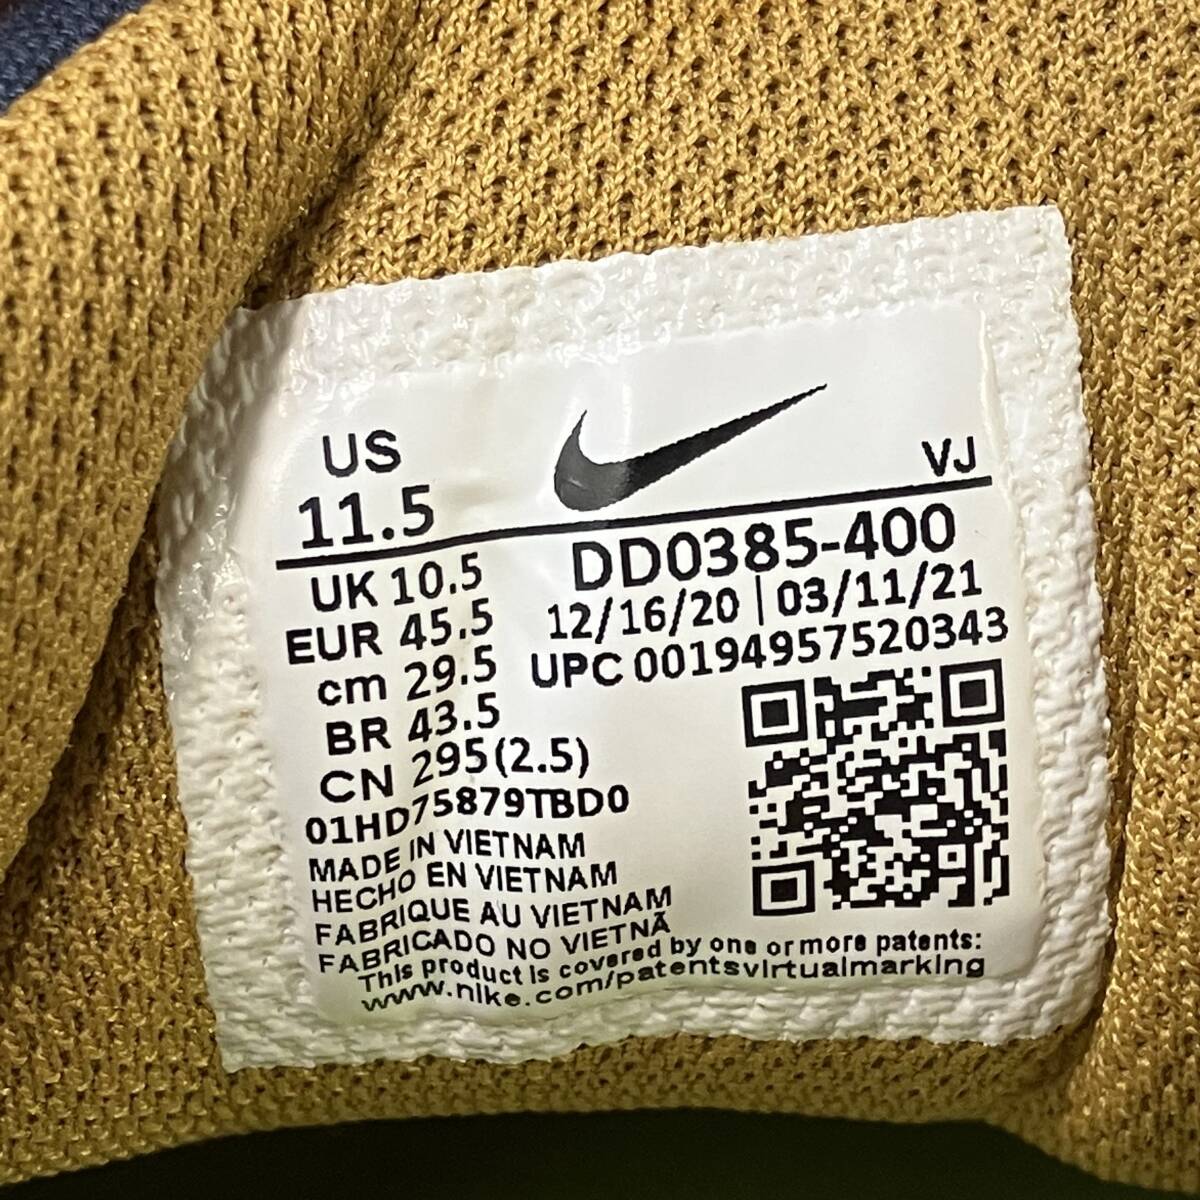 US
11.5
VJ
UK 10.5
EUR 45.5
cm 29.5
BR 43.5
CN 295(2.5)
DD0385-400
12/16/20 | 03/11/21
UPC 00194957520343
01HD75879TBD0
MADE IN VIETNAM
HECHO EN VIETNAM
FABRIQUE AU VIETNAM
FABRICADO NO VIETNÃ
This product is covered by one or more patents:
www.nike.com/patentsvirtualmarking